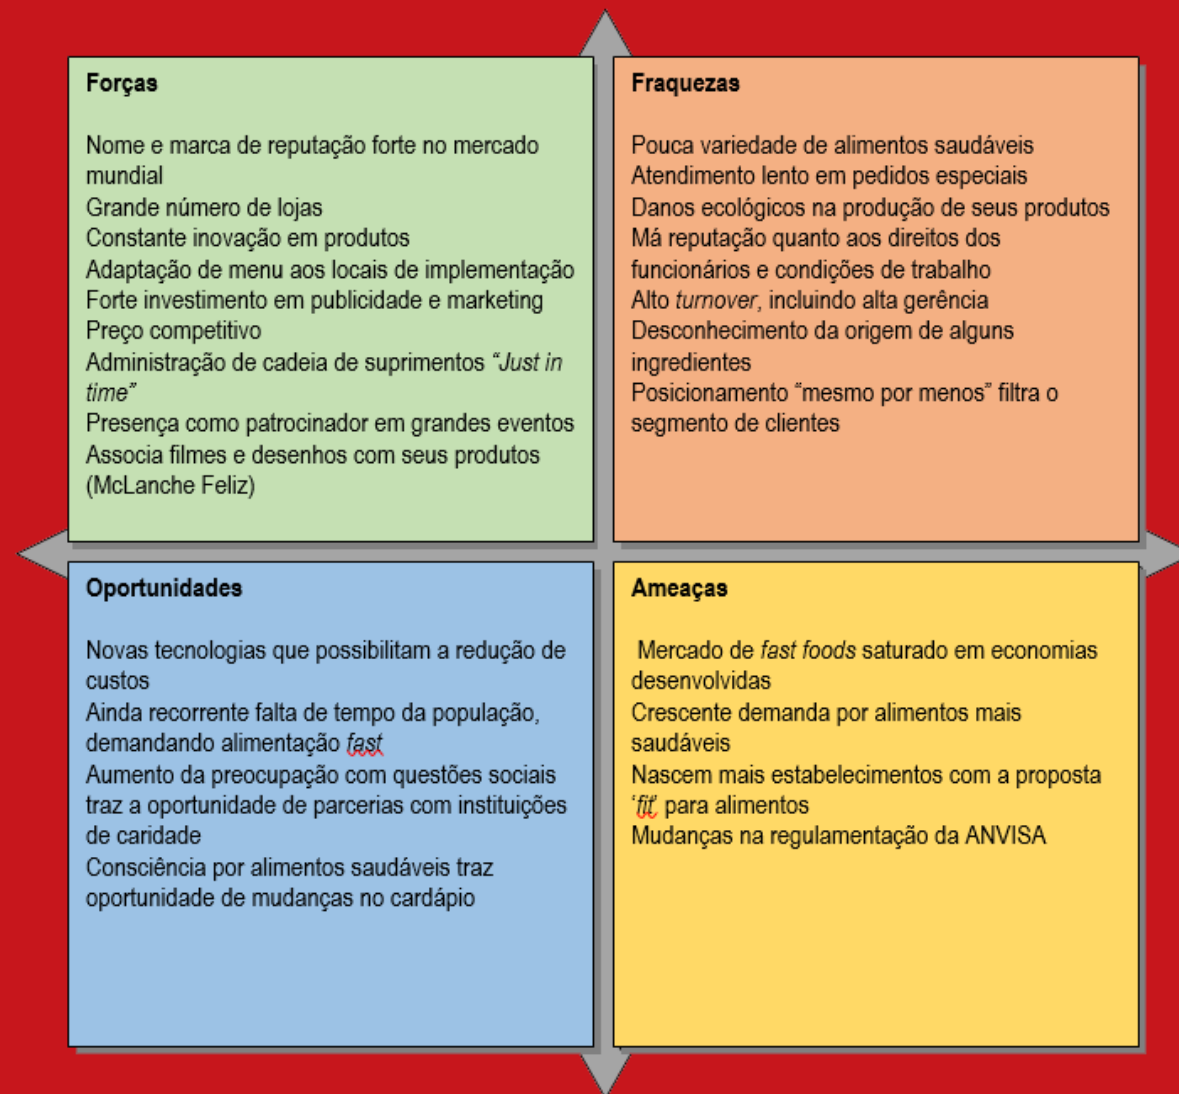 Forças
Nome e marca de reputação forte no mercado
mundial
Grande número de lojas
Constante inovação em produtos
Adaptação de menu aos locais de implementação
Forte investimento em publicidade e marketing
Preço competitivo
Administração de cadeia de suprimentos “Just in
time”
Presença como patrocinador em grandes eventos
Associa filmes e desenhos com seus produtos
(McLanche Feliz)
Fraquezas
Pouca variedade de alimentos saudáveis
Atendimento lento em pedidos especiais
Danos ecológicos na produção de seus produtos
Má reputação quanto aos direitos dos
funcionários e condições de trabalho
Alto turnover, incluindo alta gerência
Desconhecimento da origem de alguns
ingredientes
Posicionamento “mesmo por menos” filtra o
segmento de clientes
Oportunidades
Novas tecnologias que possibilitam a redução de
custos
Ainda recorrente falta de tempo da população,
demandando alimentação fast
Aumento da preocupação com questões sociais
traz a oportunidade de parcerias com instituições
de caridade
Consciência por alimentos saudáveis traz
oportunidade de mudanças no cardápio
Ameaças
Mercado de fast foods saturado em economias
desenvolvidas
Crescente demanda por alimentos mais
saudáveis
Nascem mais estabelecimentos com a proposta
‘fit’ para alimentos
Mudanças na regulamentação da ANVISA